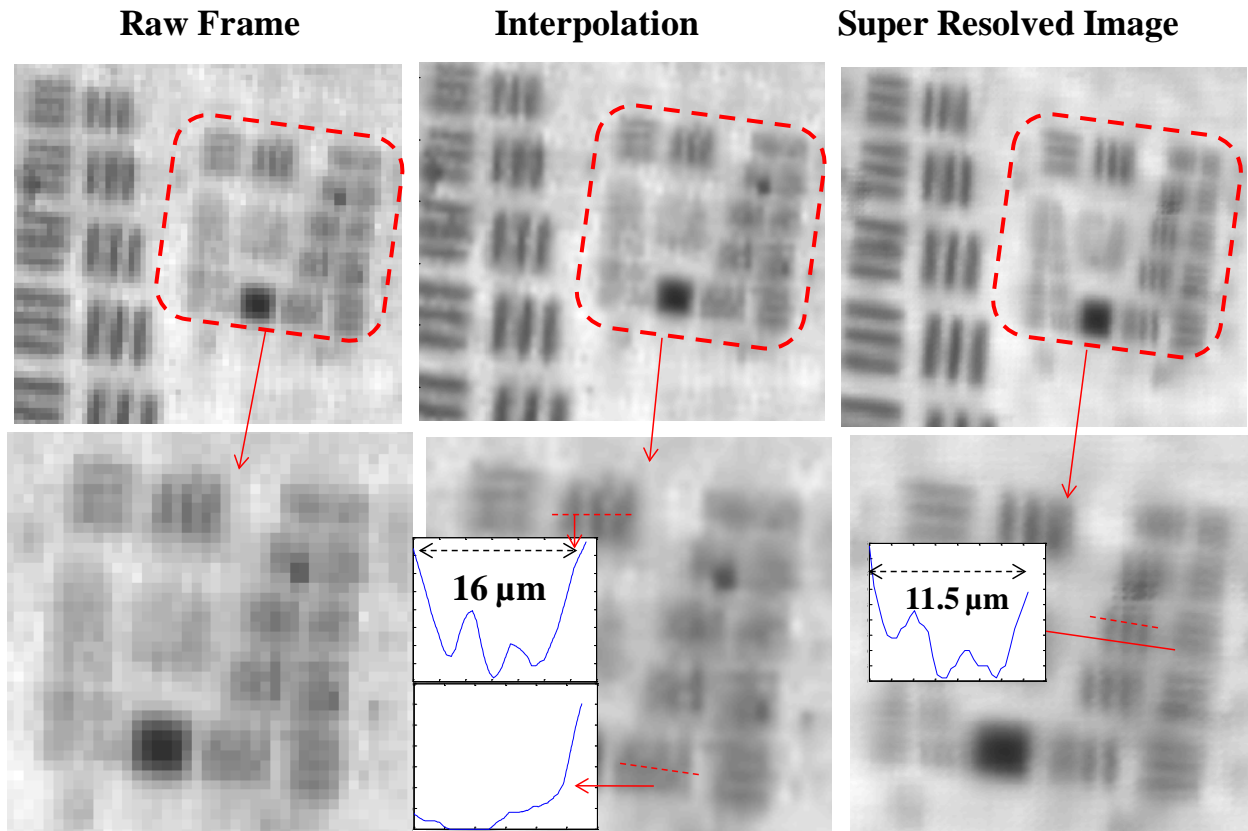 Raw Frame
Interpolation
Super Resolved Image
16 µm
11.5 µm